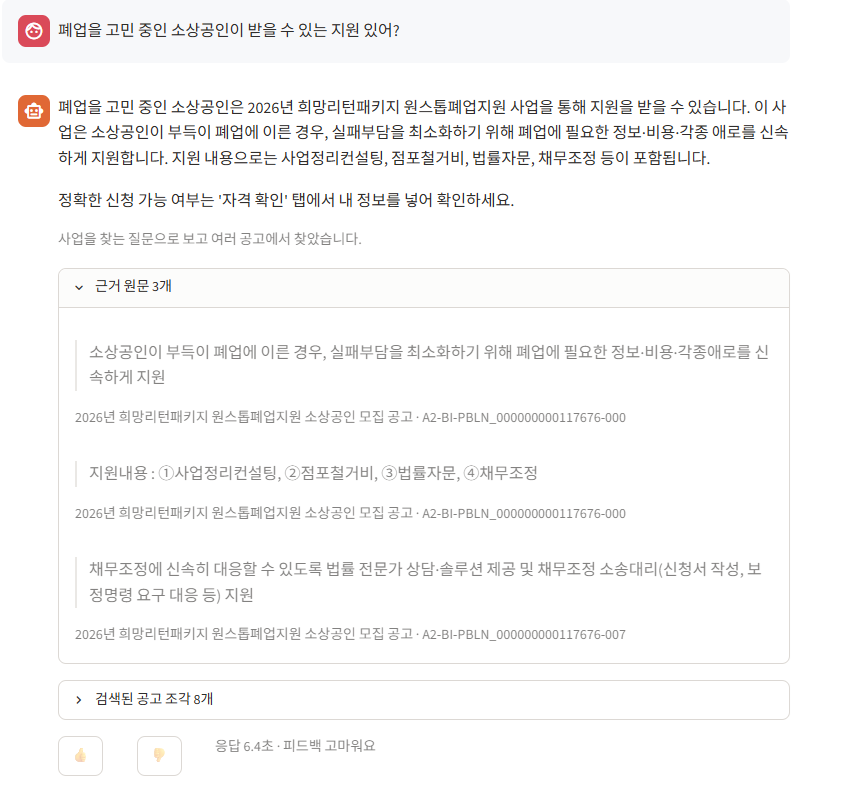 폐업을 고민 중인 소상공인이 받을 수 있는 지원 있어?
폐업을 고민 중인 소상공인은 2026년 희망리턴패키지 원스톱폐업지원 사업을 통해 지원을 받을 수 있습니다. 이 사
업은 소상공인이 부득이 폐업에 이른 경우, 실패부담을 최소화하기 위해 폐업에 필요한 정보·비용·각종 애로를 신속
하게 지원합니다. 지원 내용으로는 사업정리컨설팅, 점포철거비, 법률자문, 채무조정 등이 포함됩니다.
정확한 신청 가능 여부는 '자격 확인' 탭에서 내 정보를 넣어 확인하세요.
사업을 찾는 질문으로 보고 여러 공고에서 찾았습니다.
근거 원문 3개
소상공인이 부득이 폐업에 이른 경우, 실패부담을 최소화하기 위해 폐업에 필요한 정보·비용·각종애로를 신
속하게 지원
2026년 희망리턴패키지 원스톱폐업지원 소상공인 모집 공고 · A2-BI-PBLN_000000000117676-000
지원내용 : ①사업정리컨설팅, ②점포철거비, ③법률자문, ④채무조정
2026년 희망리턴패키지 원스톱폐업지원 소상공인 모집 공고 · A2-BI-PBLN_000000000117676-000
채무조정에 신속히 대응할 수 있도록 법률 전문가 상담·솔루션 제공 및 채무조정 소송대리(신청서 작성, 보
정명령 요구 대응 등) 지원
2026년 희망리턴패키지 원스톱폐업지원 소상공인 모집 공고 · A2-BI-PBLN_000000000117676-007
검색된 공고 조각 8개
응답 6.4초 · 피드백 고마워요